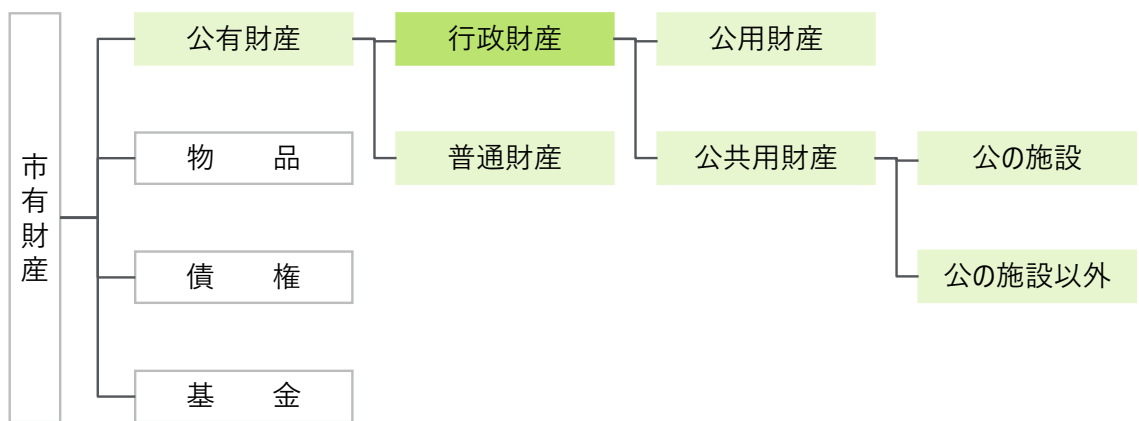 市有財産
公有財産
行政財産
公用財産
物　　品
普通財産
公共用財産
公の施設
債　　権
公の施設以外
基　　金